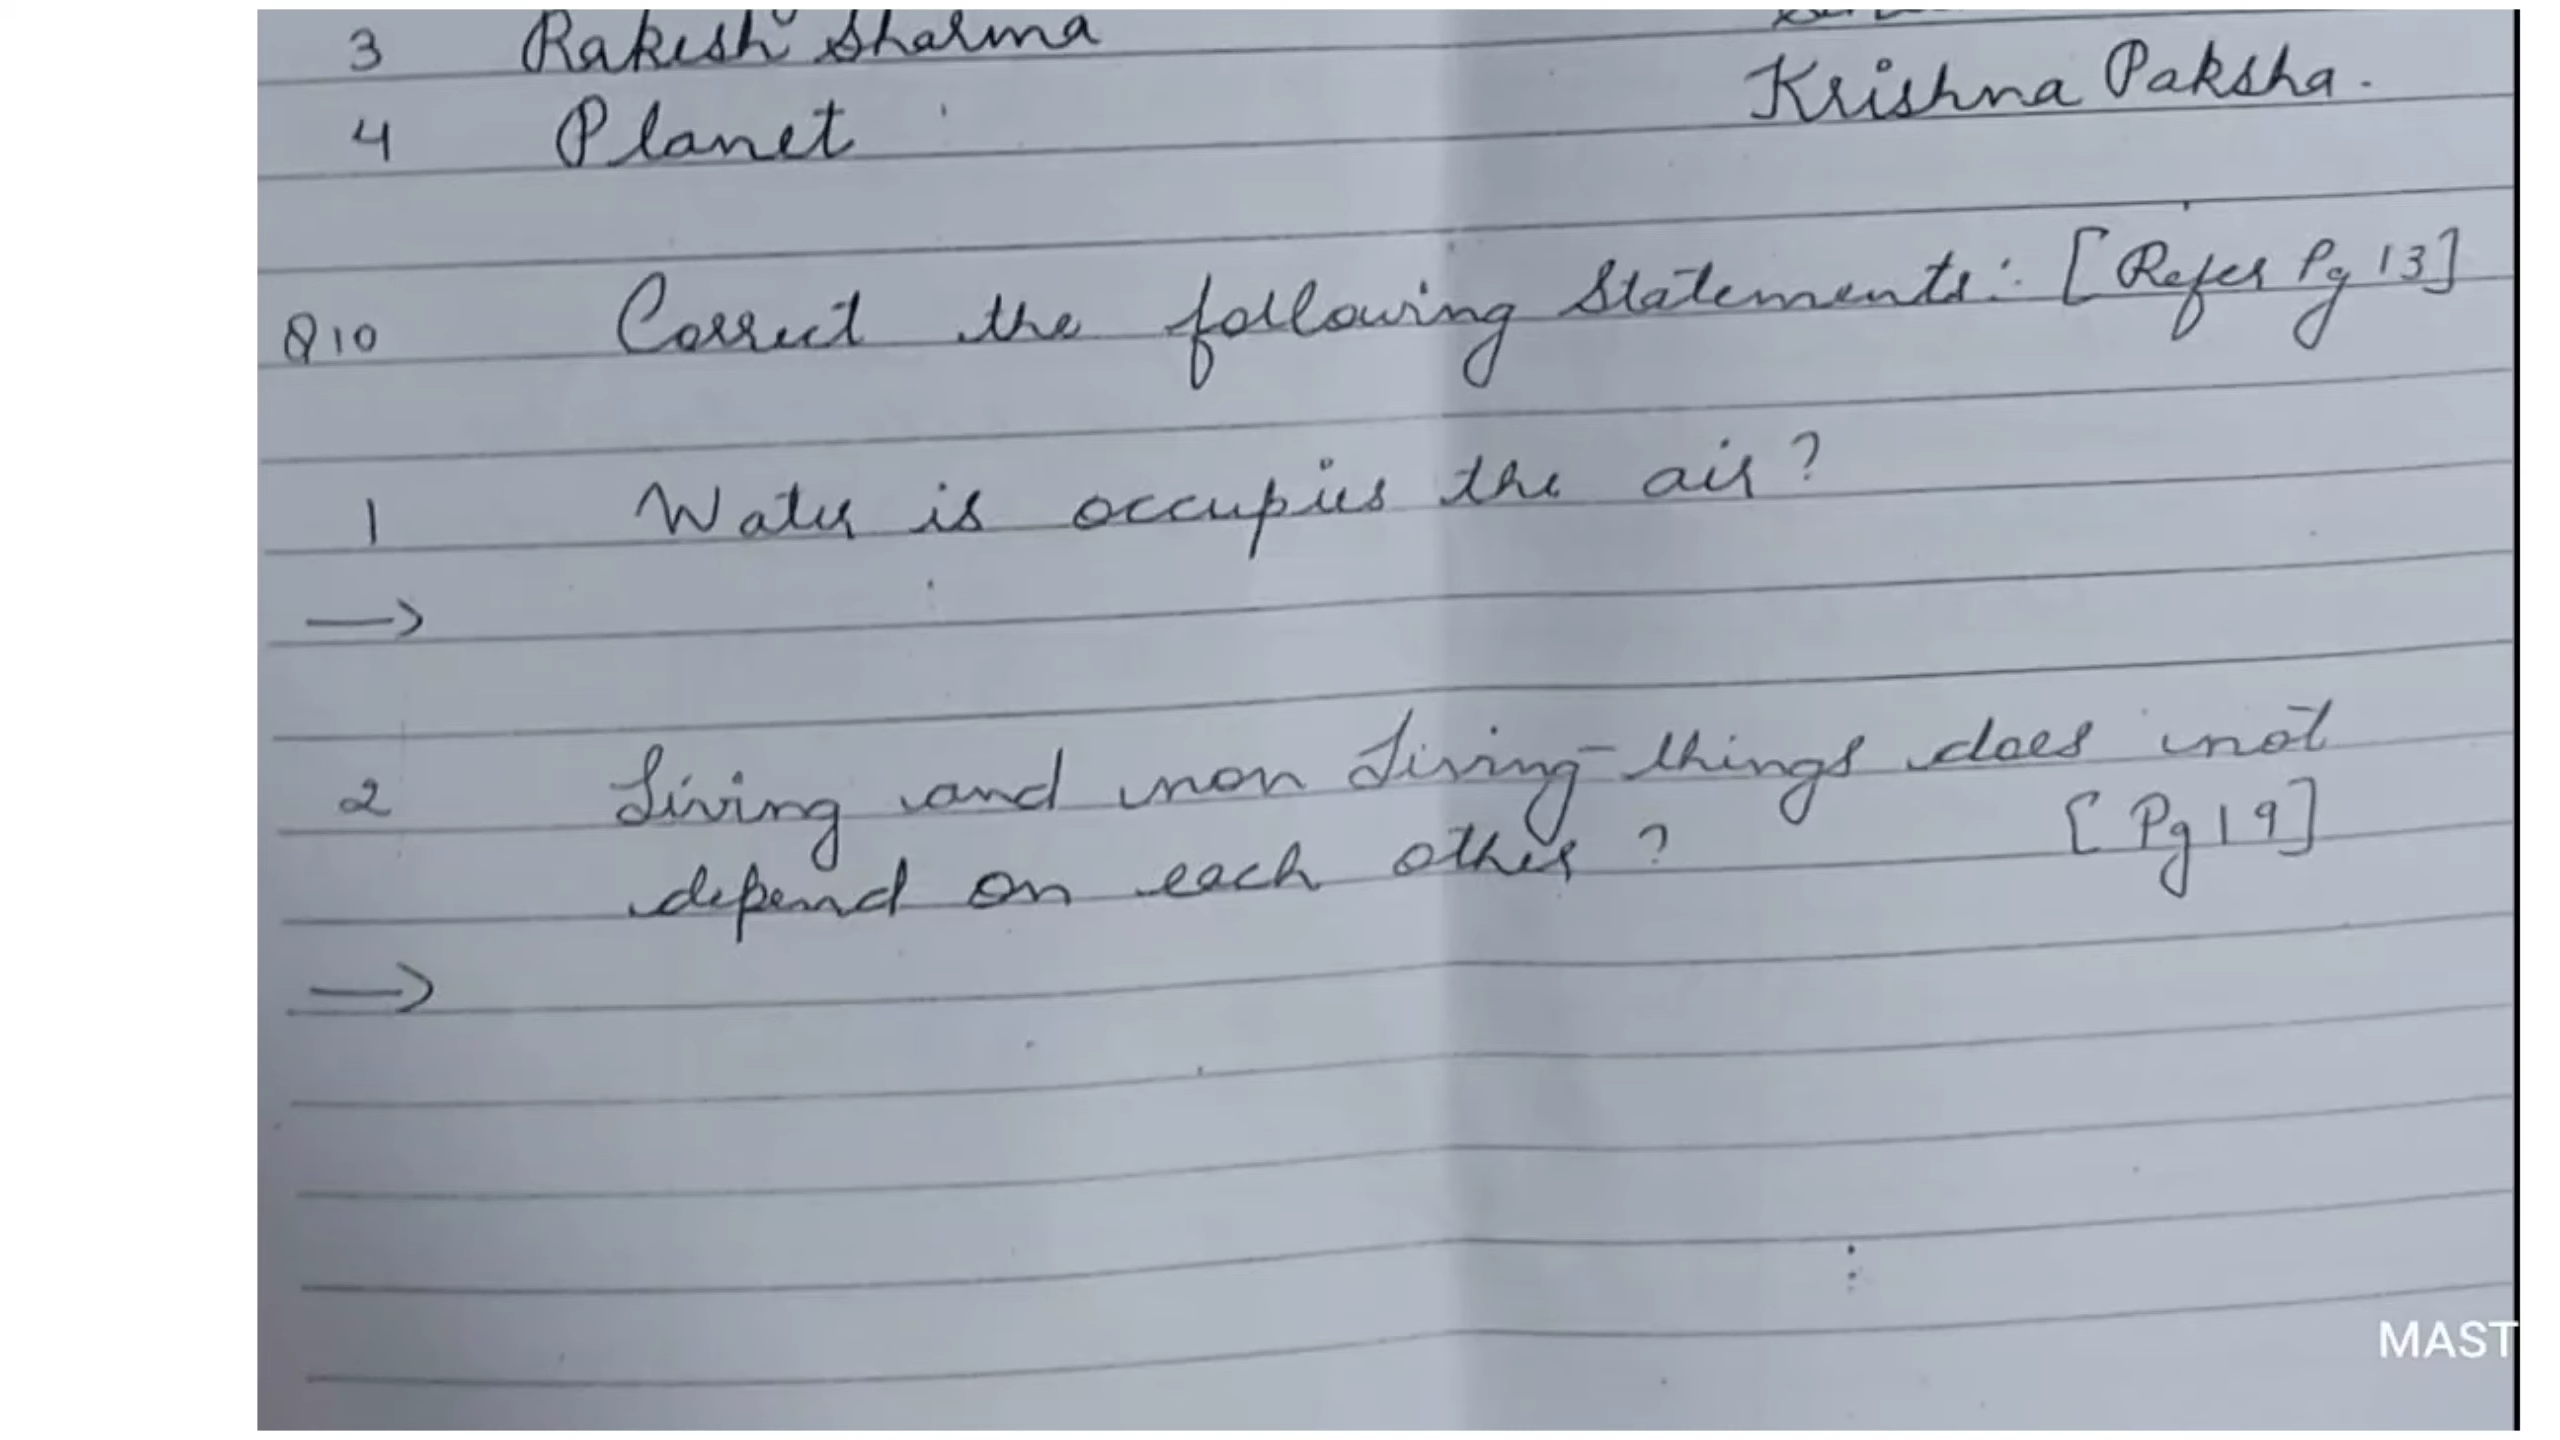 3 Rakesh Sharma
Krishna Paksha.
4 Planet
Q10 Correct the following Statements: [Refer Pg 13]
1 Water is occupies the air?
→
2 Living and non living-things does not
depend on each other? [Pg 19]
→
MAST